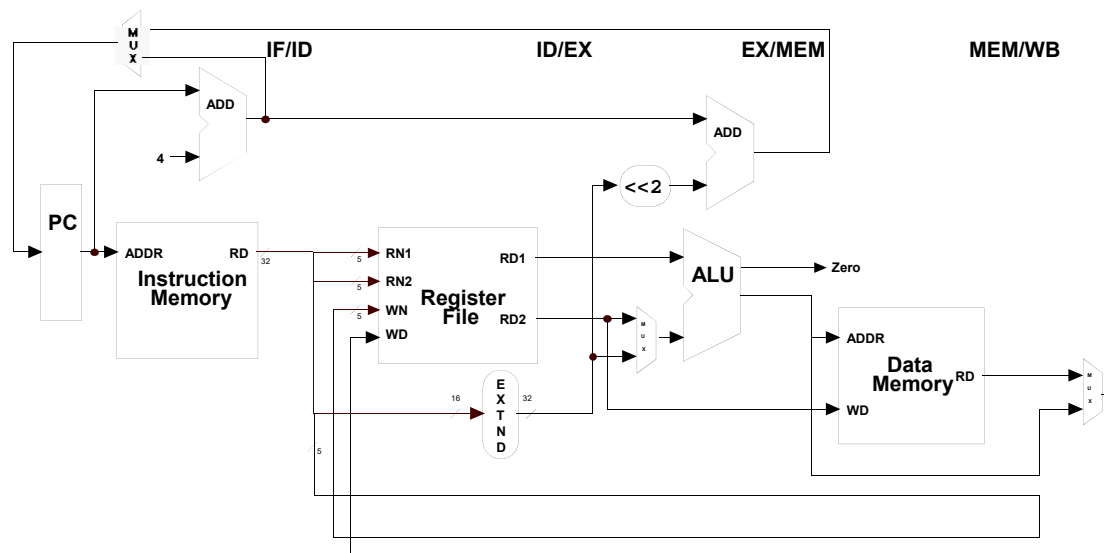 M
U
X
IF/ID
ID/EX
EX/MEM
MEM/WB
ADD
ADD
4
<<2
PC
ADDR
RD
32
Instruction
Memory
5
RN1
5
RN2
5
WN
WD
Register
File
RD1
RD2
ALU
Zero
M
U
X
ADDR
Data
Memory
RD
WD
M
U
X
16
E
X
T
N
D
32
5